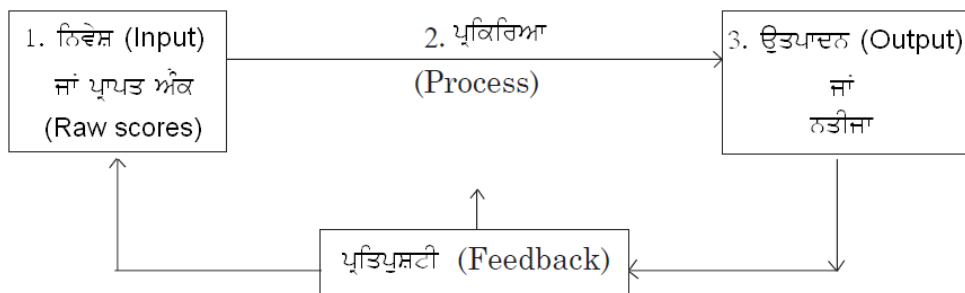 1. ਨਿਵੇਸ਼ (Input)
ਜਾਂ ਪ੍ਰਾਪਤ ਅੰਕ
(Raw scores)
2. ਪ੍ਰਕਿਰਿਆ
(Process)
3. ਉਤਪਾਦਨ (Output)
ਜਾਂ
ਨਤੀਜਾ
ਪ੍ਰਤਿਪੁਸ਼ਟੀ (Feedback)